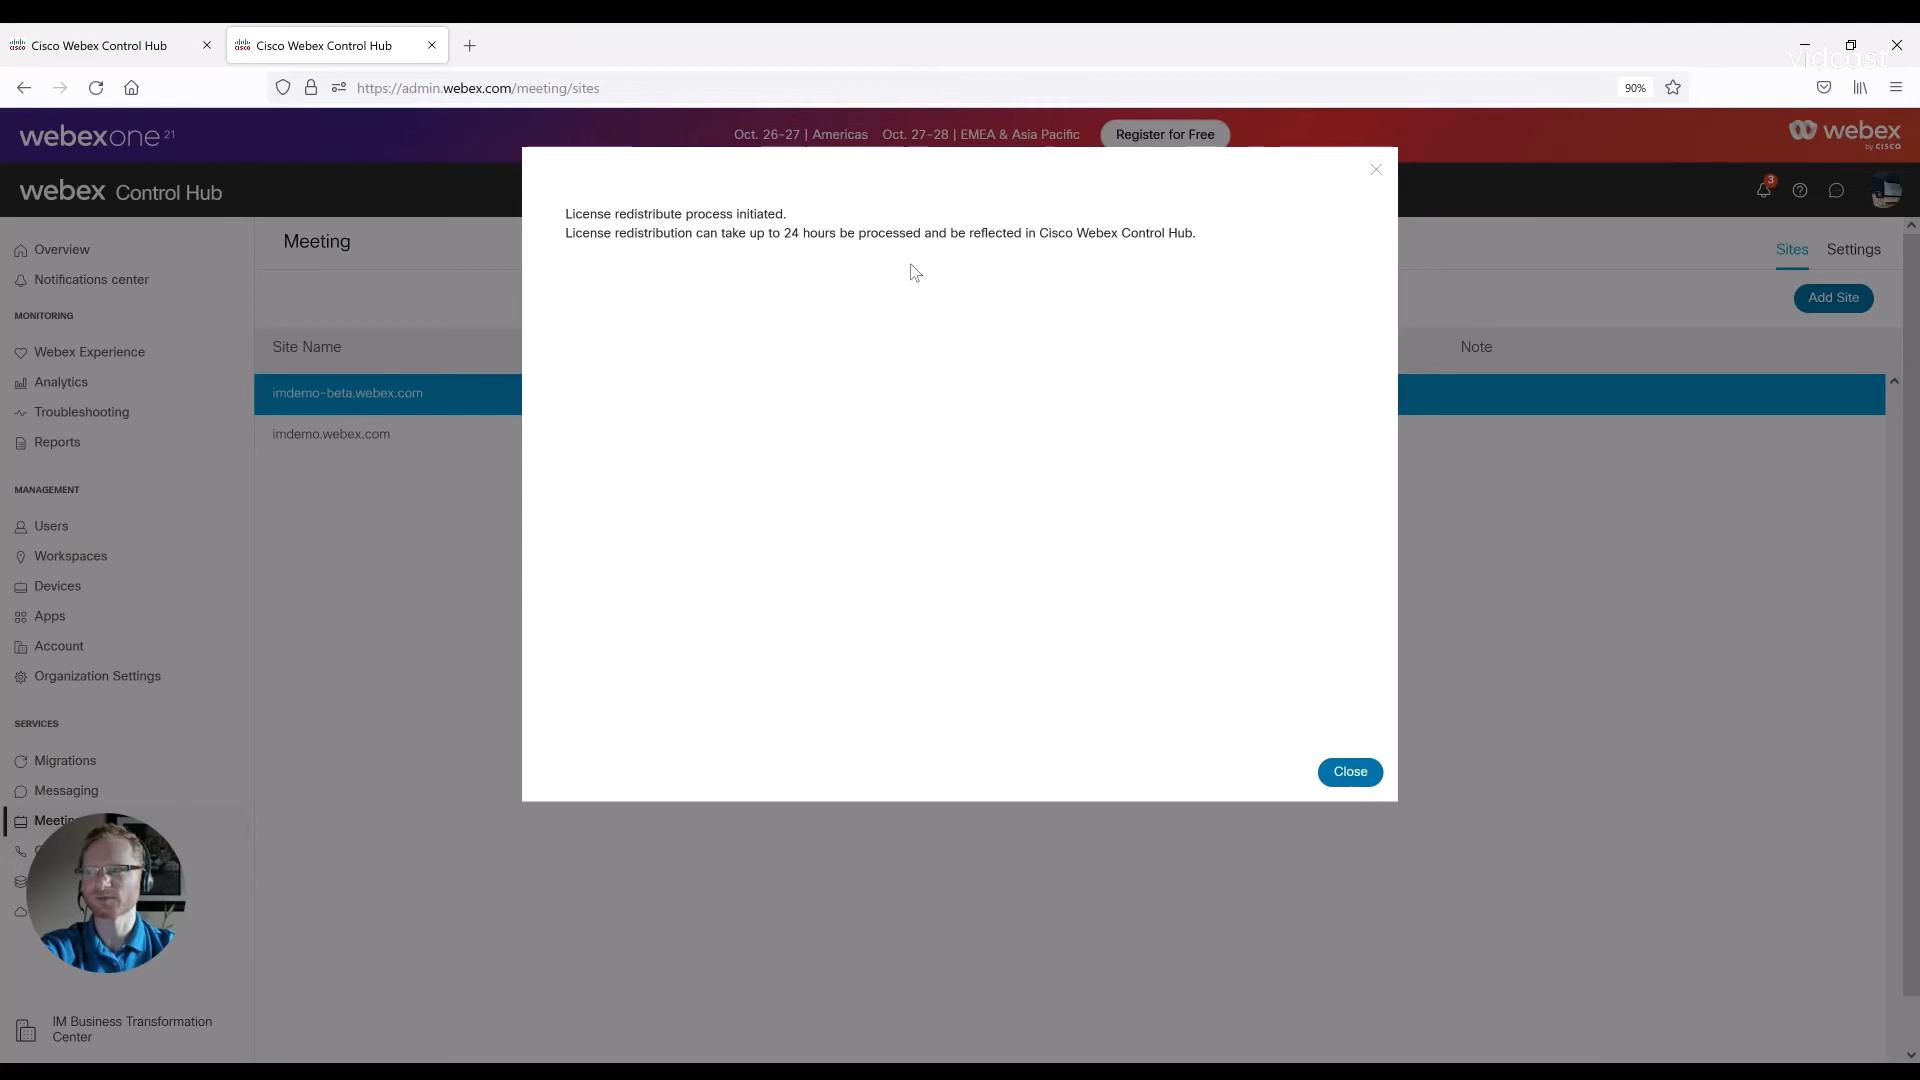 Cisco Webex Control Hub
Cisco Webex Control Hub
vidcast
https://admin.webex.com/meeting/sites
90%
webexone 21
Oct. 26-27 | Americas
Oct. 27-28 | EMEA & Asia Pacific
Register for Free
webex
by CISCO
webex Control Hub
3
License redistribute process initiated.
License redistribution can take up to 24 hours be processed and be reflected in Cisco Webex Control Hub.
Close
Meeting
Sites
Settings
Add Site
Site Name
Note
imdemo-beta.webex.com
imdemo.webex.com
Overview
Notifications center
MONITORING
Webex Experience
Analytics
Troubleshooting
Reports
MANAGEMENT
Users
Workspaces
Devices
Apps
Account
Organization Settings
SERVICES
Migrations
Messaging
IM Business Transformation
Center